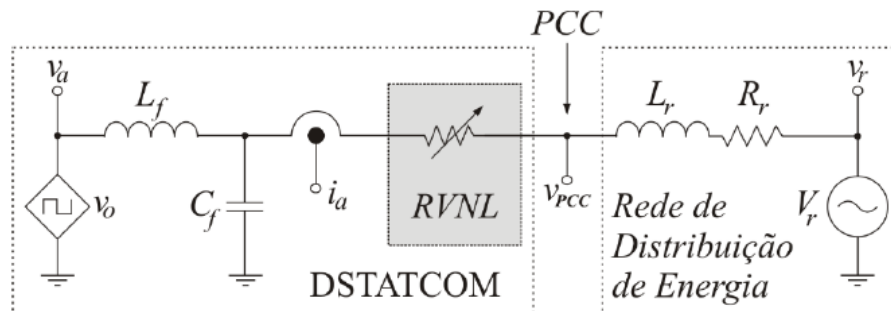 PCC
v_a
L_f
L_r
R_r
v_r
v_o
C_f
i_a
RVNL
v_PCC
V_r
Rede de
Distribuição
de Energia
DSTATCOM